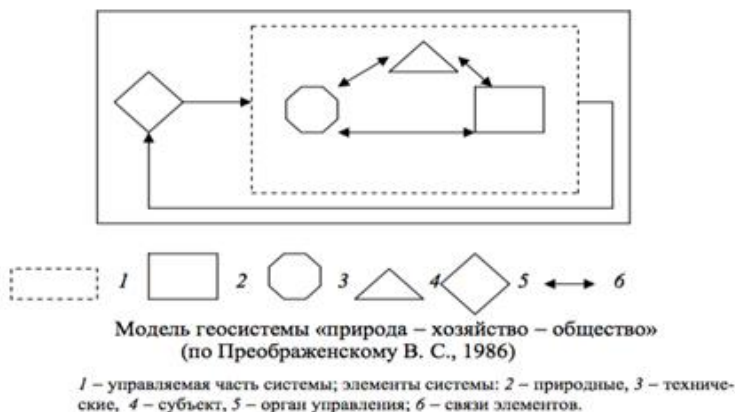 1 2 3 4 5 6
Модель геосистемы «природа – хозяйство – общество»
(по Преображенскому В. С., 1986)
1 – управляемая часть системы; элементы системы: 2 – природные, 3 – техниче-
ские, 4 – субъект, 5 – орган управления; 6 – связи элементов.